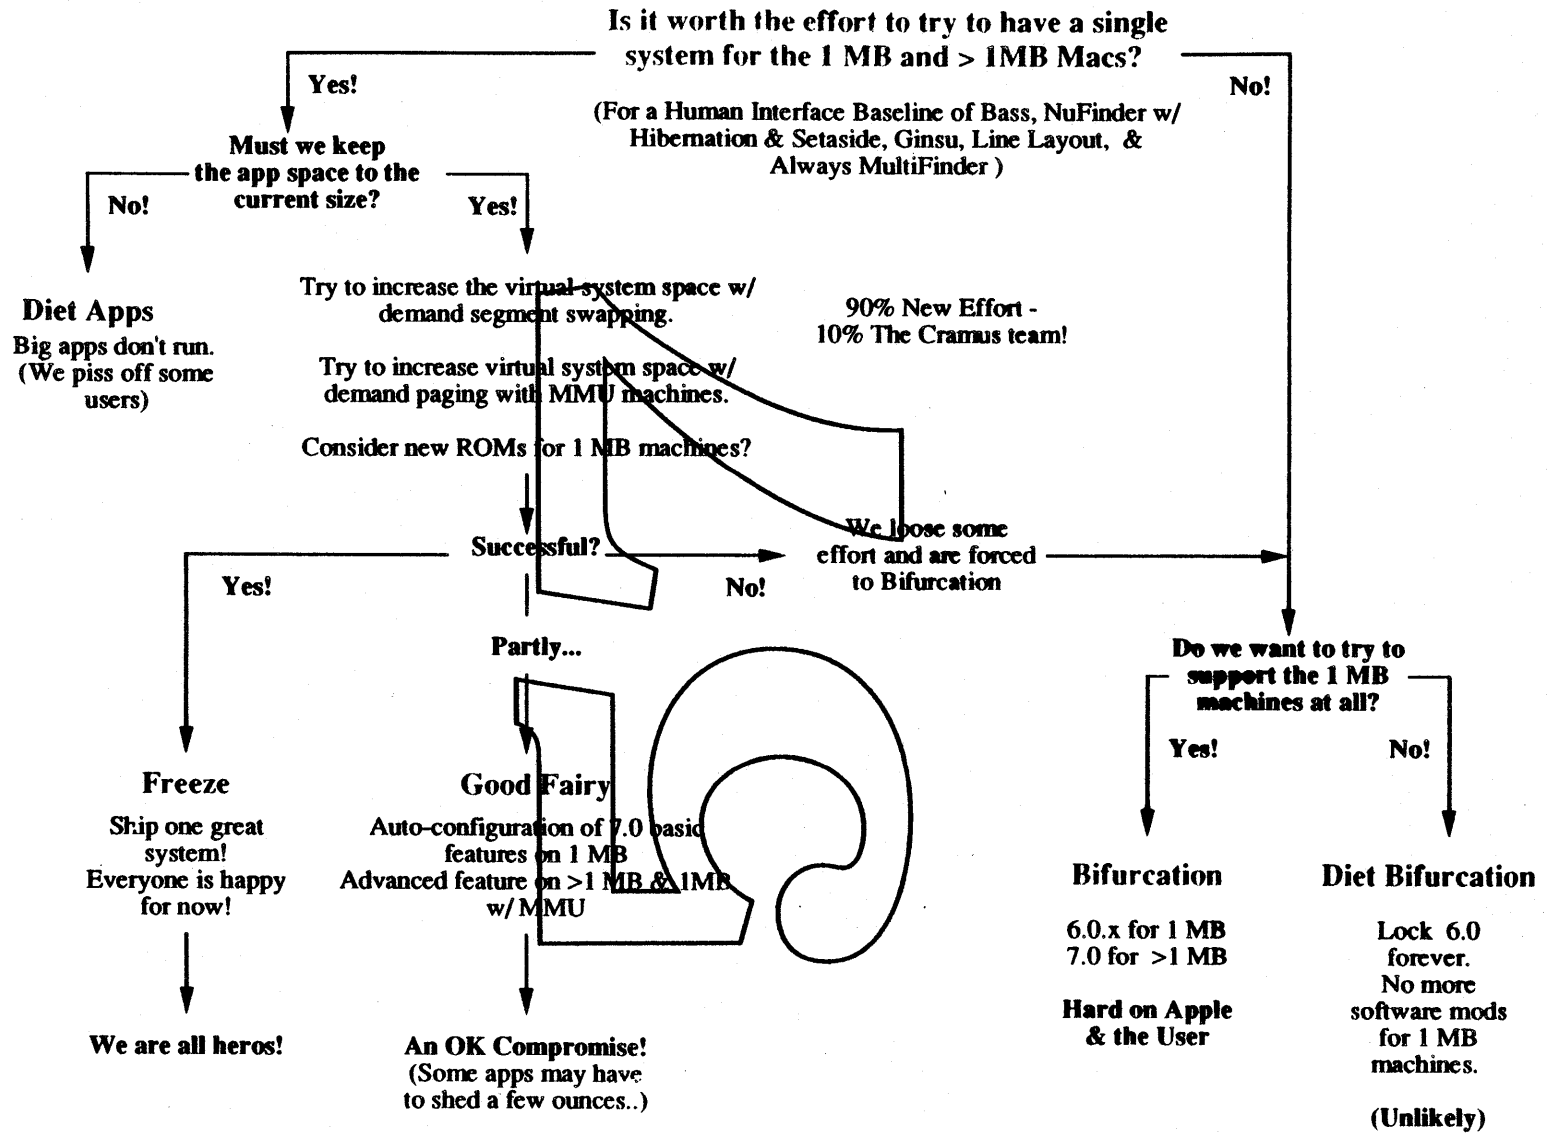 Is it worth the effort to try to have a single
system for the 1 MB and > 1MB Macs?
Yes!
No!
(For a Human Interface Baseline of Bass, NuFinder w/
Hibernation & Setaside, Ginsu, Line Layout, &
Always MultiFinder )
Must we keep
the app space to the
current size?
No!
Yes!
Diet Apps
Big apps don't run.
(We piss off some
users)
Try to increase the virtual system space w/
demand segment swapping.
Try to increase virtual system space w/
demand paging with MMU machines.
Consider new ROMs for 1 MB machines?
90% New Effort -
10% The Cramus team!
Successful?
Yes!
No!
We loose some
effort and are forced
to Bifurcation
Partly...
Do we want to try to
support the 1 MB
machines at all?
Yes!
No!
Freeze
Ship one great
system!
Everyone is happy
for now!
We are all heros!
Good Fairy
Auto-configuration of 7.0 basic
features on 1 MB
Advanced feature on >1 MB & 1MB
w/ MMU
An OK Compromise!
(Some apps may have
to shed a few ounces..)
Bifurcation
6.0.x for 1 MB
7.0 for >1 MB
Hard on Apple
& the User
Diet Bifurcation
Lock 6.0
forever.
No more
software mods
for 1 MB
machines.
(Unlikely)